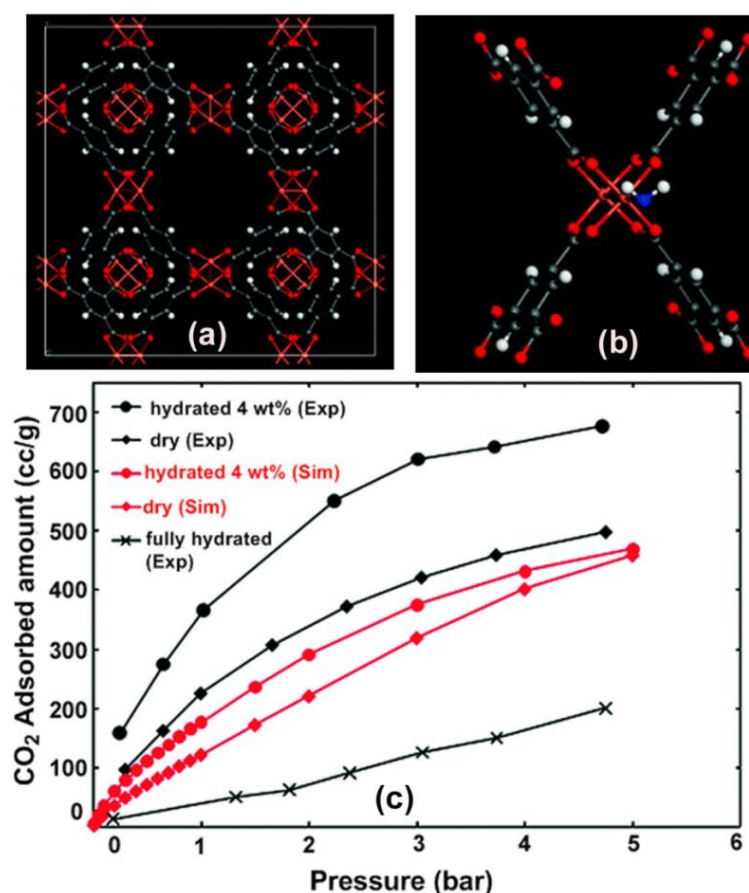 (a)
(b)
CO₂ Adsorbed amount (cc/g)
700
600
500
400
300
200
100
0
hydrated 4 wt% (Exp)
dry (Exp)
hydrated 4 wt% (Sim)
dry (Sim)
fully hydrated
(Exp)
(c)
0 1 2 3 4 5 6
Pressure (bar)